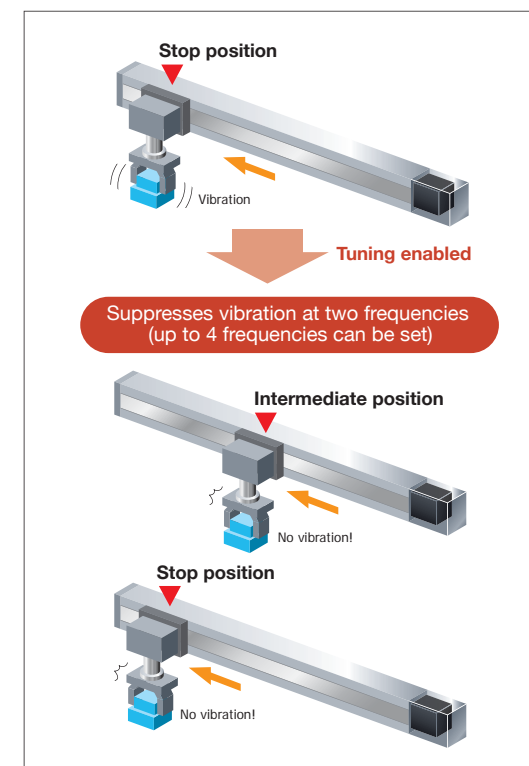 Stop position
Vibration
Tuning enabled
Suppresses vibration at two frequencies
(up to 4 frequencies can be set)
Intermediate position
No vibration!
Stop position
No vibration!